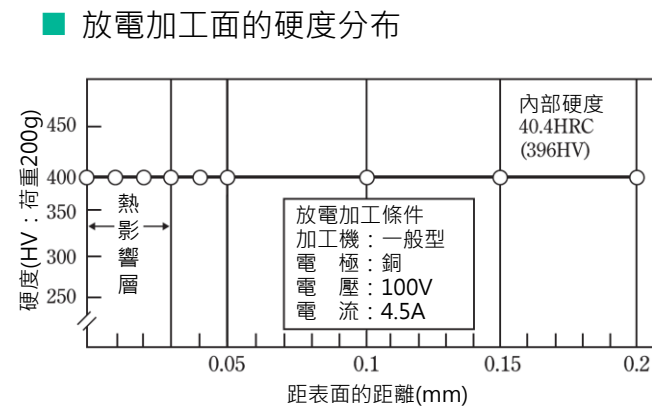 ■ 放電加工面的硬度分布
硬度(HV：荷重200g)
450
400
350
300
250
熱影響層
內部硬度
40.4HRC
(396HV)
放電加工條件
加工機：一般型
電　極：銅
電　壓：100V
電　流：4.5A
0.05
0.1
0.15
0.2
距表面的距離(mm)